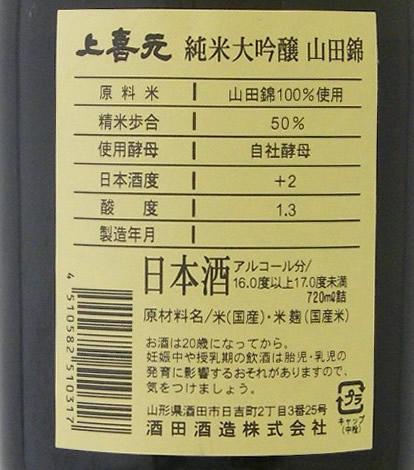 上喜元 純米大吟醸 山田錦
原料米 山田錦100%使用
精米歩合 50%
使用酵母 自社酵母
日本酒度 +2
酸度 1.3
製造年月
日本酒 アルコール分/
16.0度以上17.0度未満
720mℓ詰
原材料名/米(国産)・米麹(国産米)
お酒は20歳になってから。
妊娠中や授乳期の飲酒は胎児・乳児の
発育に影響するおそれがありますので、
気をつけましょう。
プラ
キャップ
(中栓)
山形県酒田市日吉町2丁目3番25号
酒田酒造株式会社
4510582510317